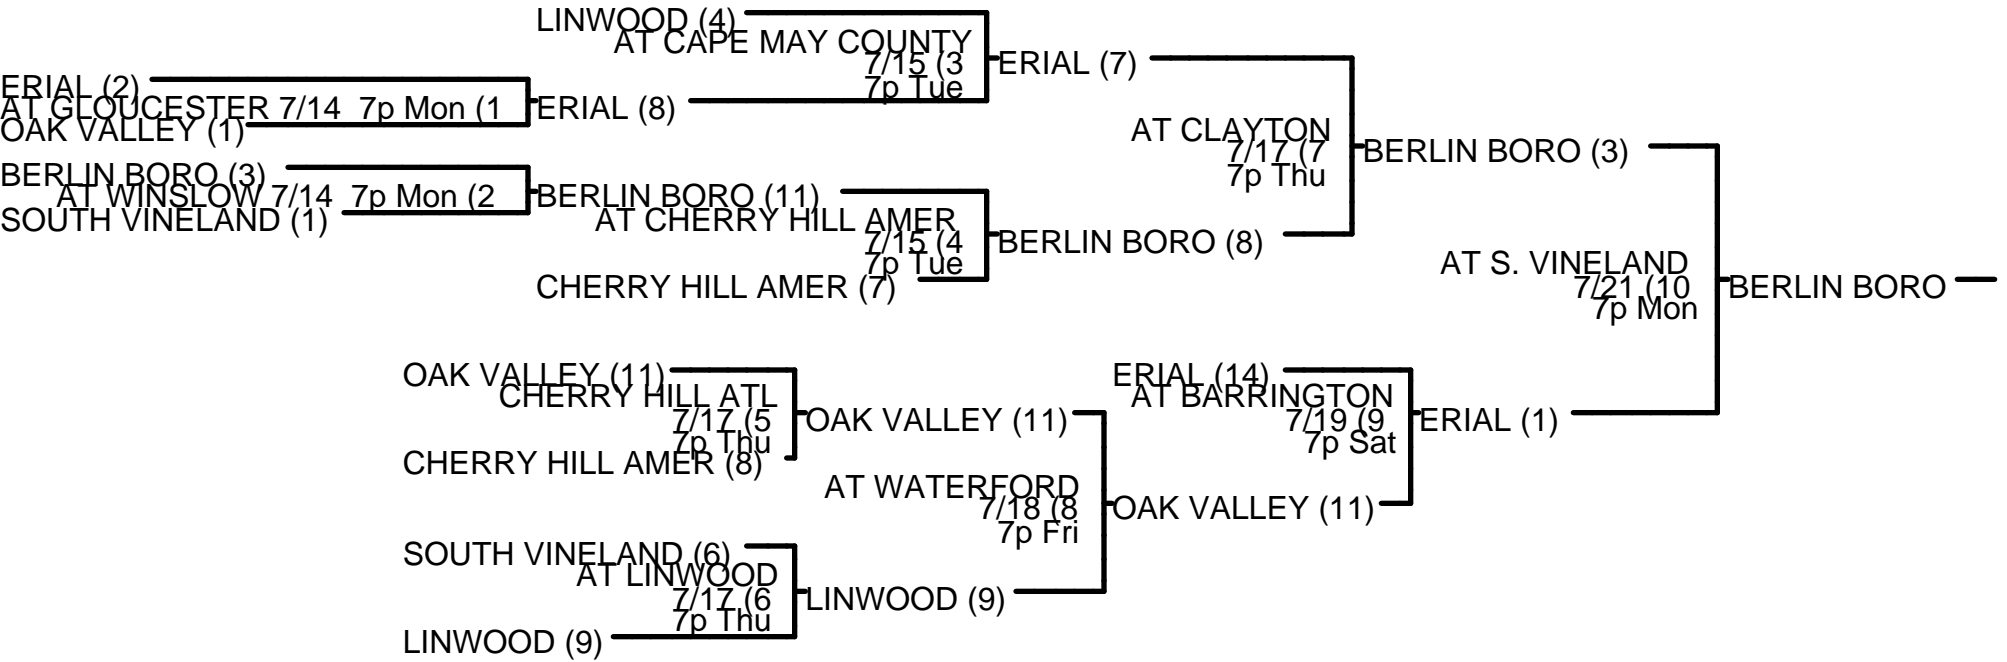 LINWOOD (4)
AT CAPE MAY COUNTY
7/15 (3
7p Tue
ERIAL (7)
ERIAL (2)
AT GLOUCESTER 7/14 7p Mon (1
OAK VALLEY (1)
ERIAL (8)
AT CLAYTON
7/17 (7
7p Thu
BERLIN BORO (3)
BERLIN BORO (3)
AT WINSLOW 7/14 7p Mon (2
SOUTH VINELAND (1)
BERLIN BORO (11)
AT CHERRY HILL AMER
7/15 (4
7p Tue
CHERRY HILL AMER (7)
BERLIN BORO (8)
AT S. VINELAND
7/21 (10
7p Mon
BERLIN BORO
OAK VALLEY (11)
CHERRY HILL ATL
7/17 (5
7p Thu
CHERRY HILL AMER (8)
OAK VALLEY (11)
ERIAL (14)
AT BARRINGTON
7/19 (9
7p Sat
ERIAL (1)
AT WATERFORD
7/18 (8
7p Fri
OAK VALLEY (11)
SOUTH VINELAND (6)
AT LINWOOD
7/17 (6
7p Thu
LINWOOD (9)
LINWOOD (9)